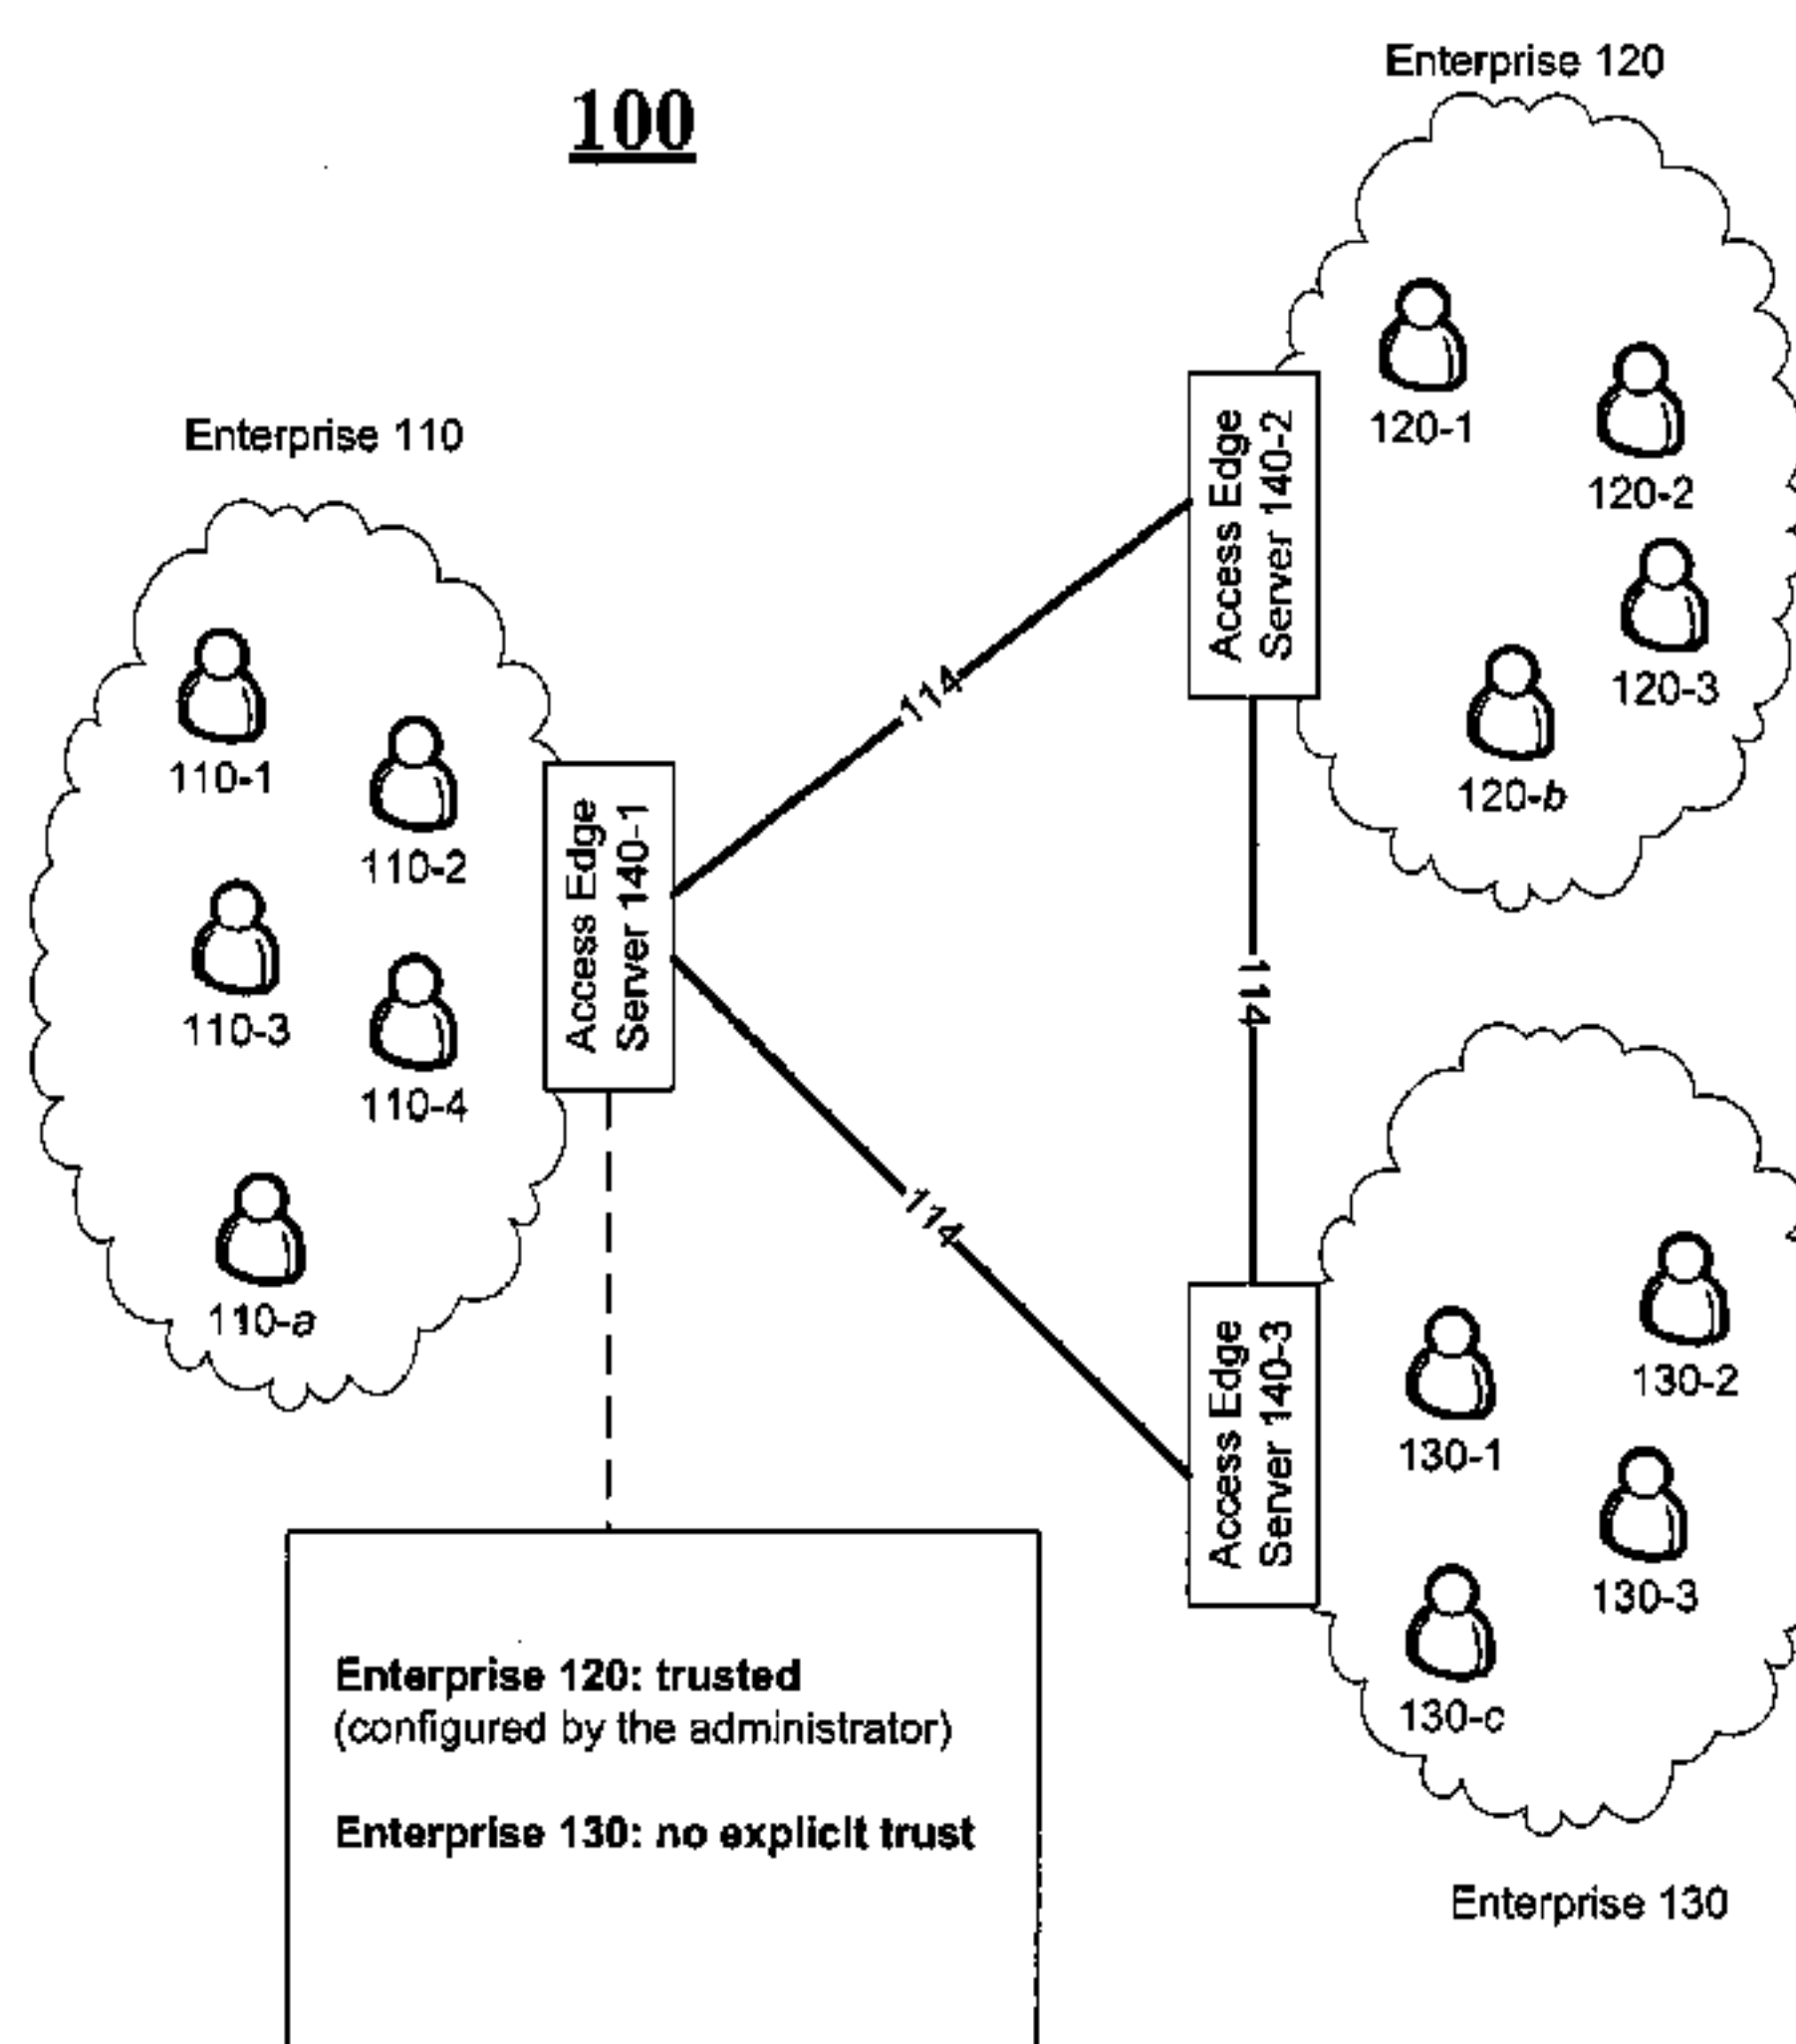 100
Enterprise 120
120-1
120-2
120-3
120-b
Access Edge
Server 140-2
Enterprise 110
110-1
110-2
110-3
110-4
110-a
Access Edge
Server 140-1
114
114
114
Access Edge
Server 140-3
130-1
130-2
130-3
130-c
Enterprise 130
Enterprise 120: trusted
(configured by the administrator)
Enterprise 130: no explicit trust